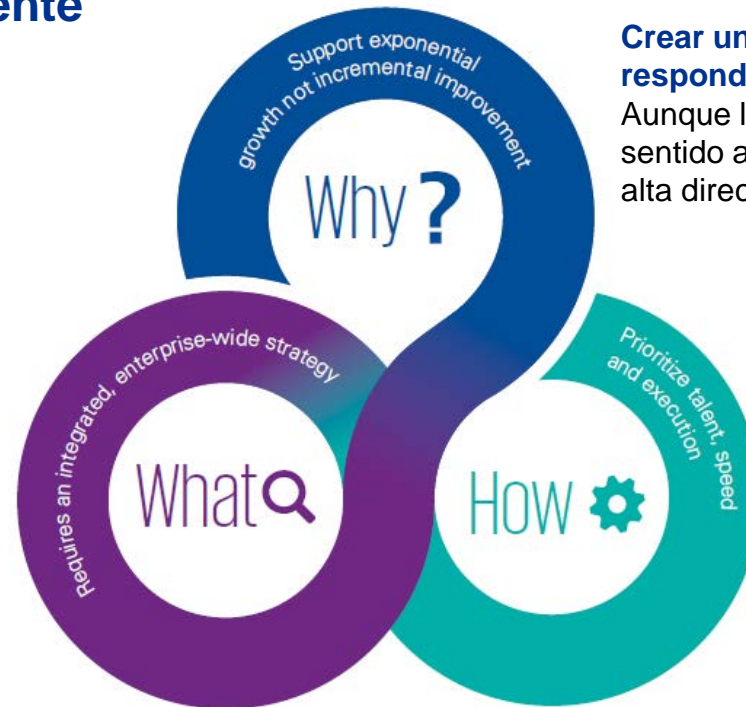 Support exponential
growth not incremental improvement
Why ?
Crear un
respond
Aunque l
sentido a
alta direc
Requires an integrated, enterprise-wide strategy
What
Prioritize talent, speed
and execution
How